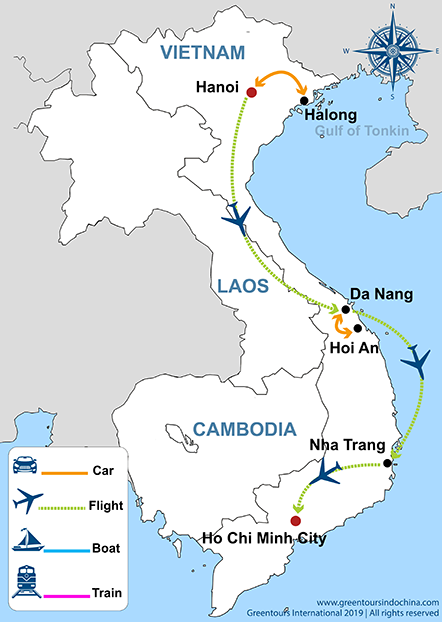 N
W
E
S
VIETNAM
Hanoi
Halong
Gulf of Tonkin
LAOS
Da Nang
Hoi An
CAMBODIA
Nha Trang
Ho Chi Minh City
Car
Flight
Boat
Train
www.greentoursindochina.com
Greentours International 2019 | All rights reserved